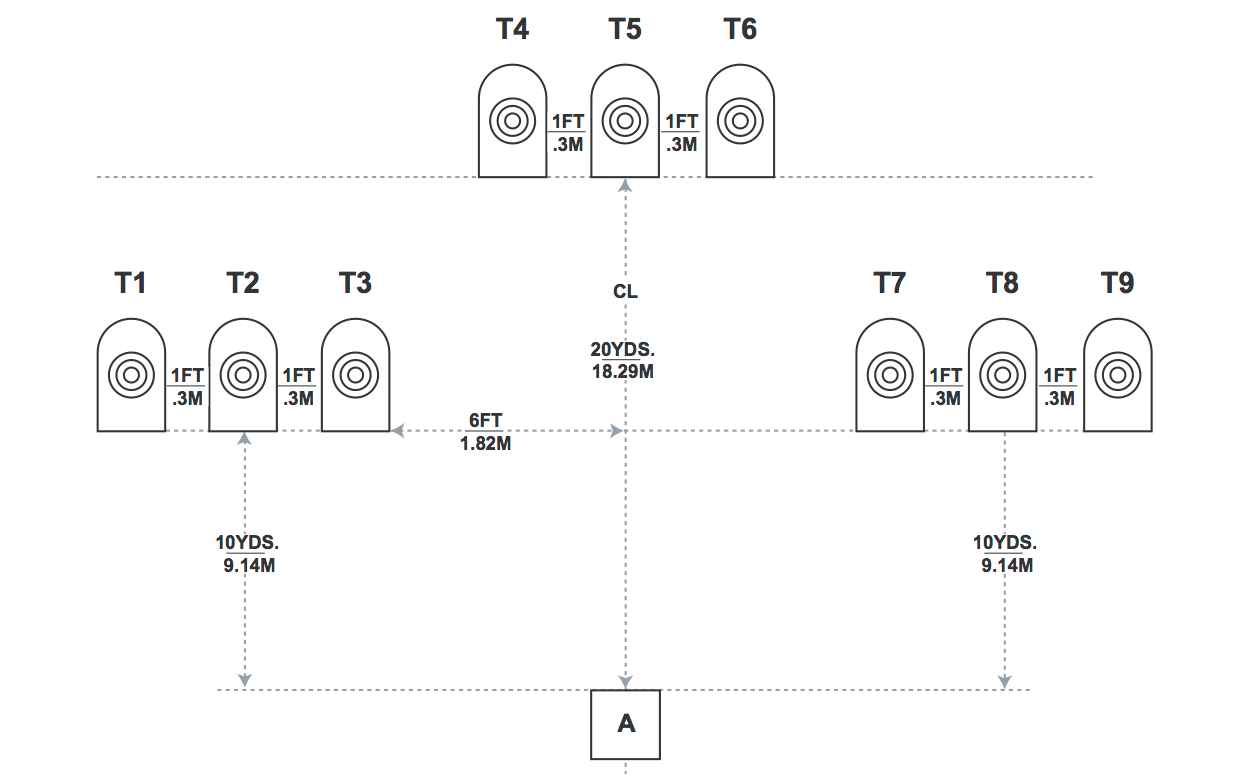 T4 T5 T6
1FT 1FT
.3M .3M
T1 T2 T3 CL T7 T8 T9
20YDS.
18.29M
1FT 1FT 1FT 1FT
.3M .3M .3M .3M
6FT
1.82M
10YDS. 10YDS.
9.14M 9.14M
A